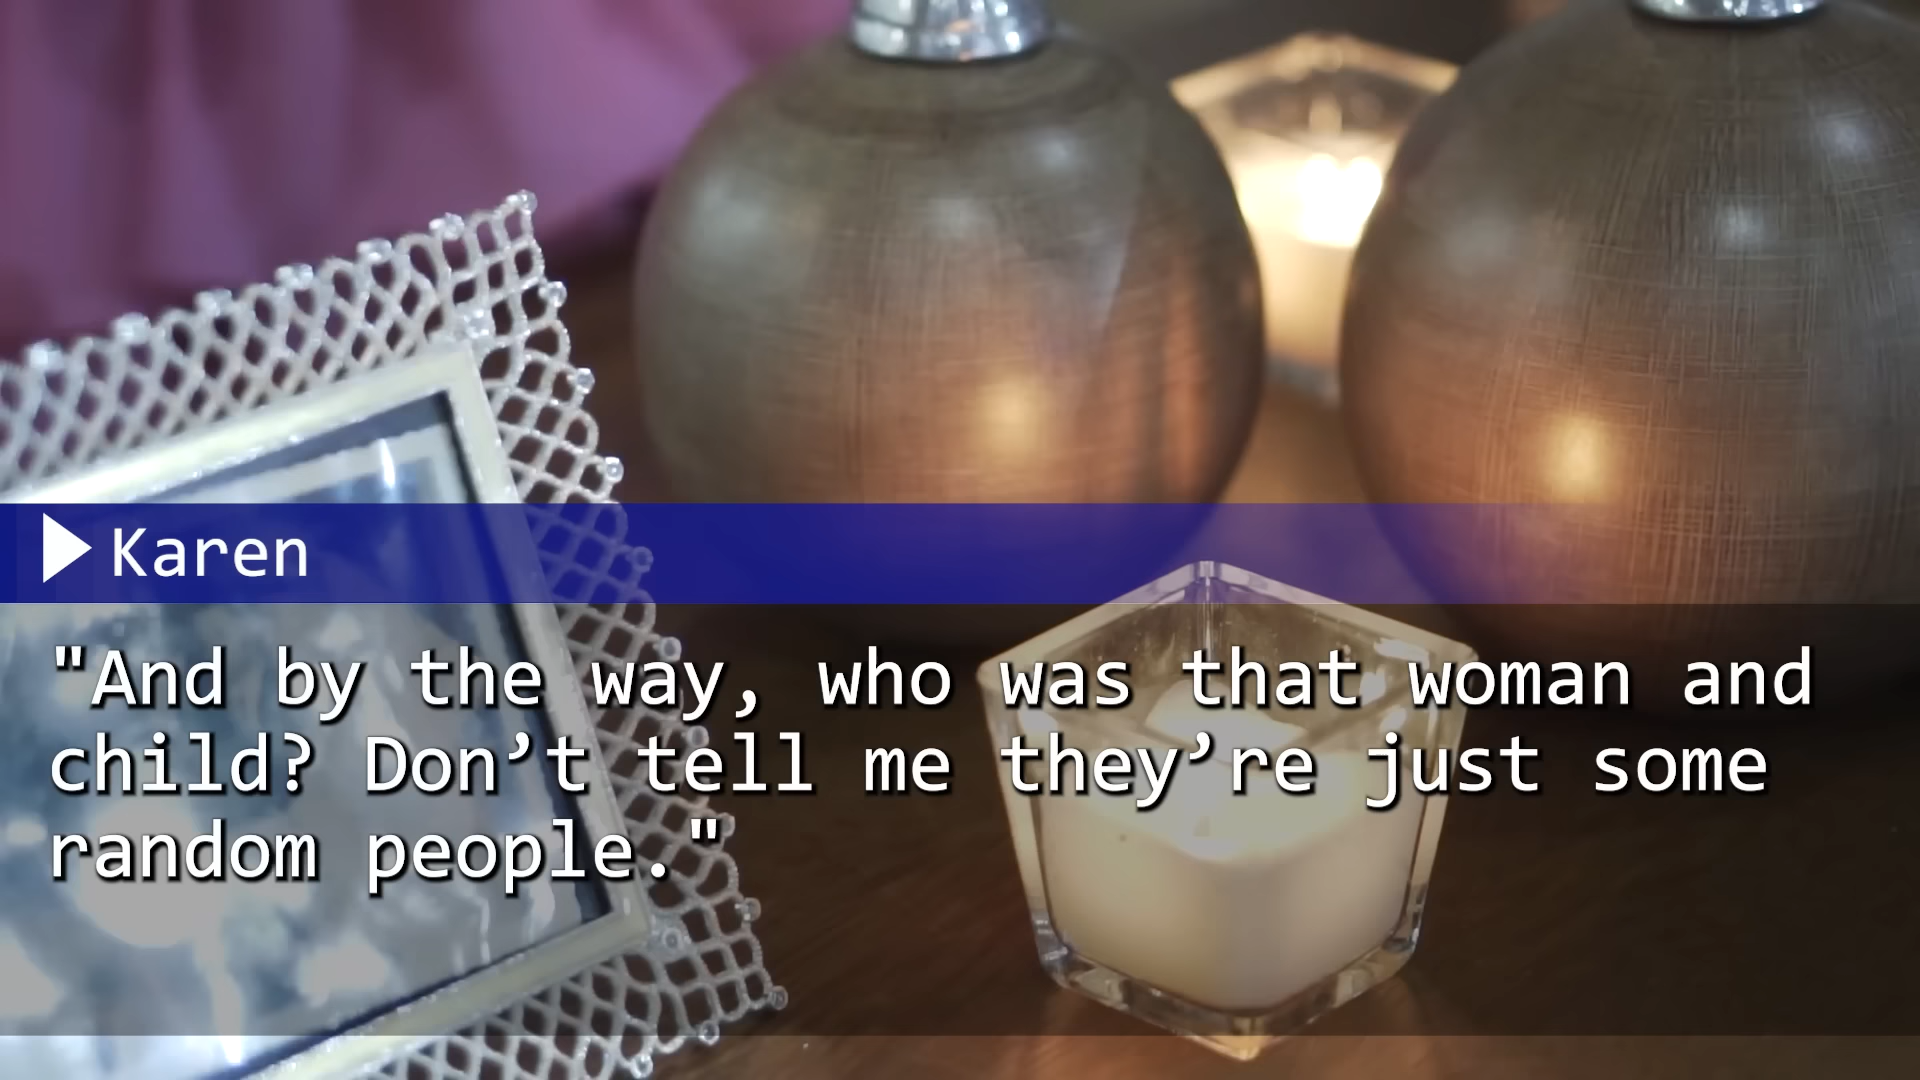 Karen
"And by the way, who was that woman and
child? Don’t tell me they’re just some
random people."